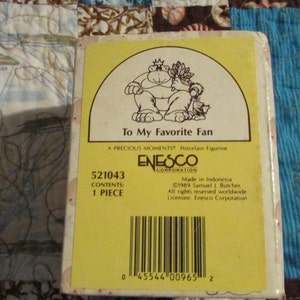 To My Favorite Fan
A PRECIOUS MOMENTS® Porcelain Figurine
ENESCO
CORPORATION
521043
CONTENTS:
1 PIECE
Made in Indonesia
©1989 Samuel J. Butcher,
All rights reserved worldwide
Licensee: Enesco Corporation
0 45544 00965 2